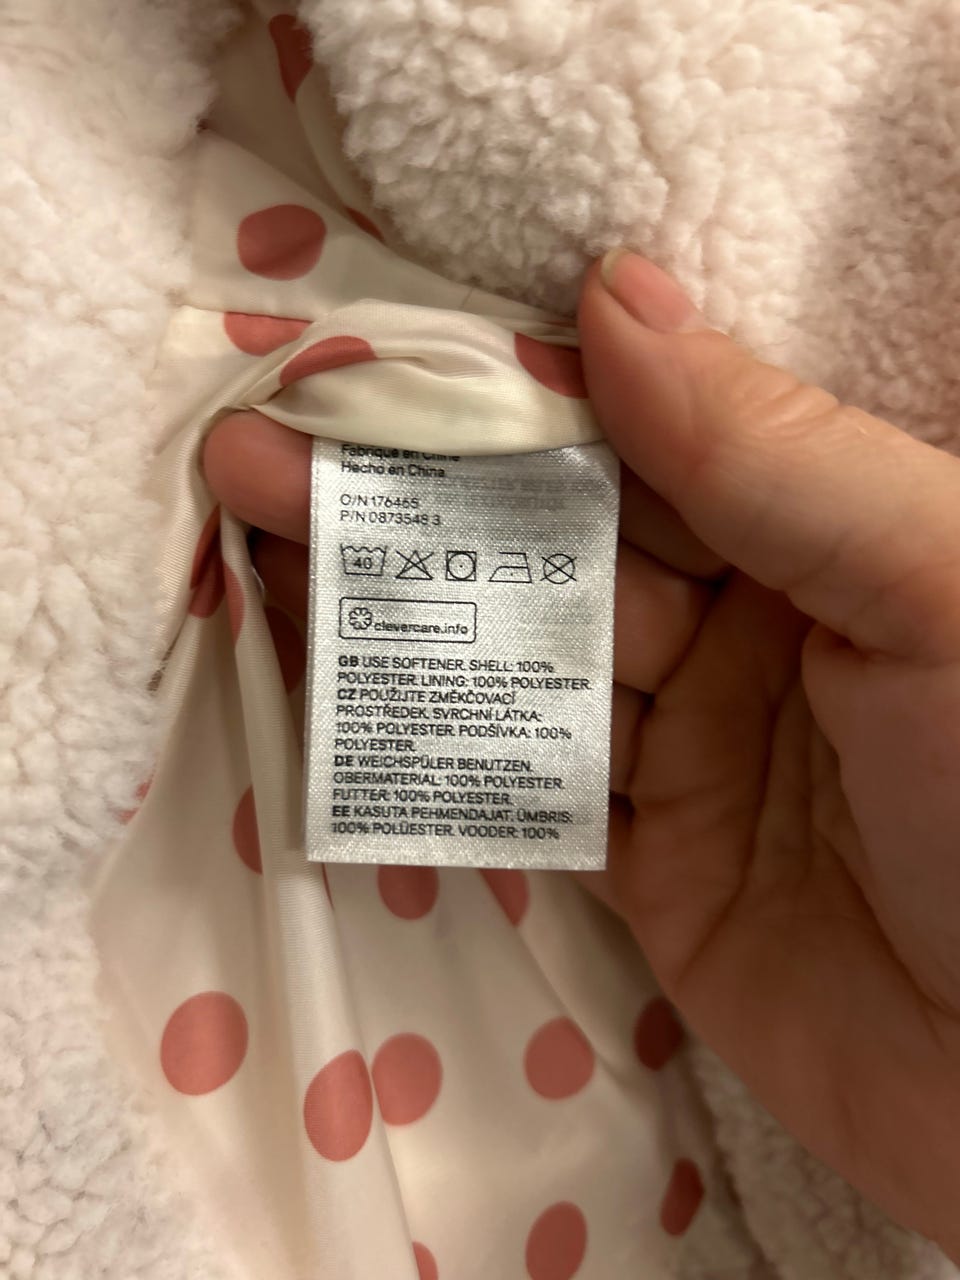 Fabrique en Chine
Hecho en China
O/N 176465
P/N 0873548 3
40
clevercare.info
GB USE SOFTENER. SHELL: 100%
POLYESTER. LINING: 100% POLYESTER.
CZ POUŽIJTE ZMĚKČOVACÍ
PROSTŘEDEK. SVRCHNÍ LÁTKA:
100% POLYESTER. PODŠÍVKA: 100%
POLYESTER.
DE WEICHSPÜLER BENUTZEN.
OBERMATERIAL: 100% POLYESTER.
FUTTER: 100% POLYESTER.
EE KASUTA PEHMENDAJAT. ÜMBRIS:
100% POLÜESTER. VOODER: 100%